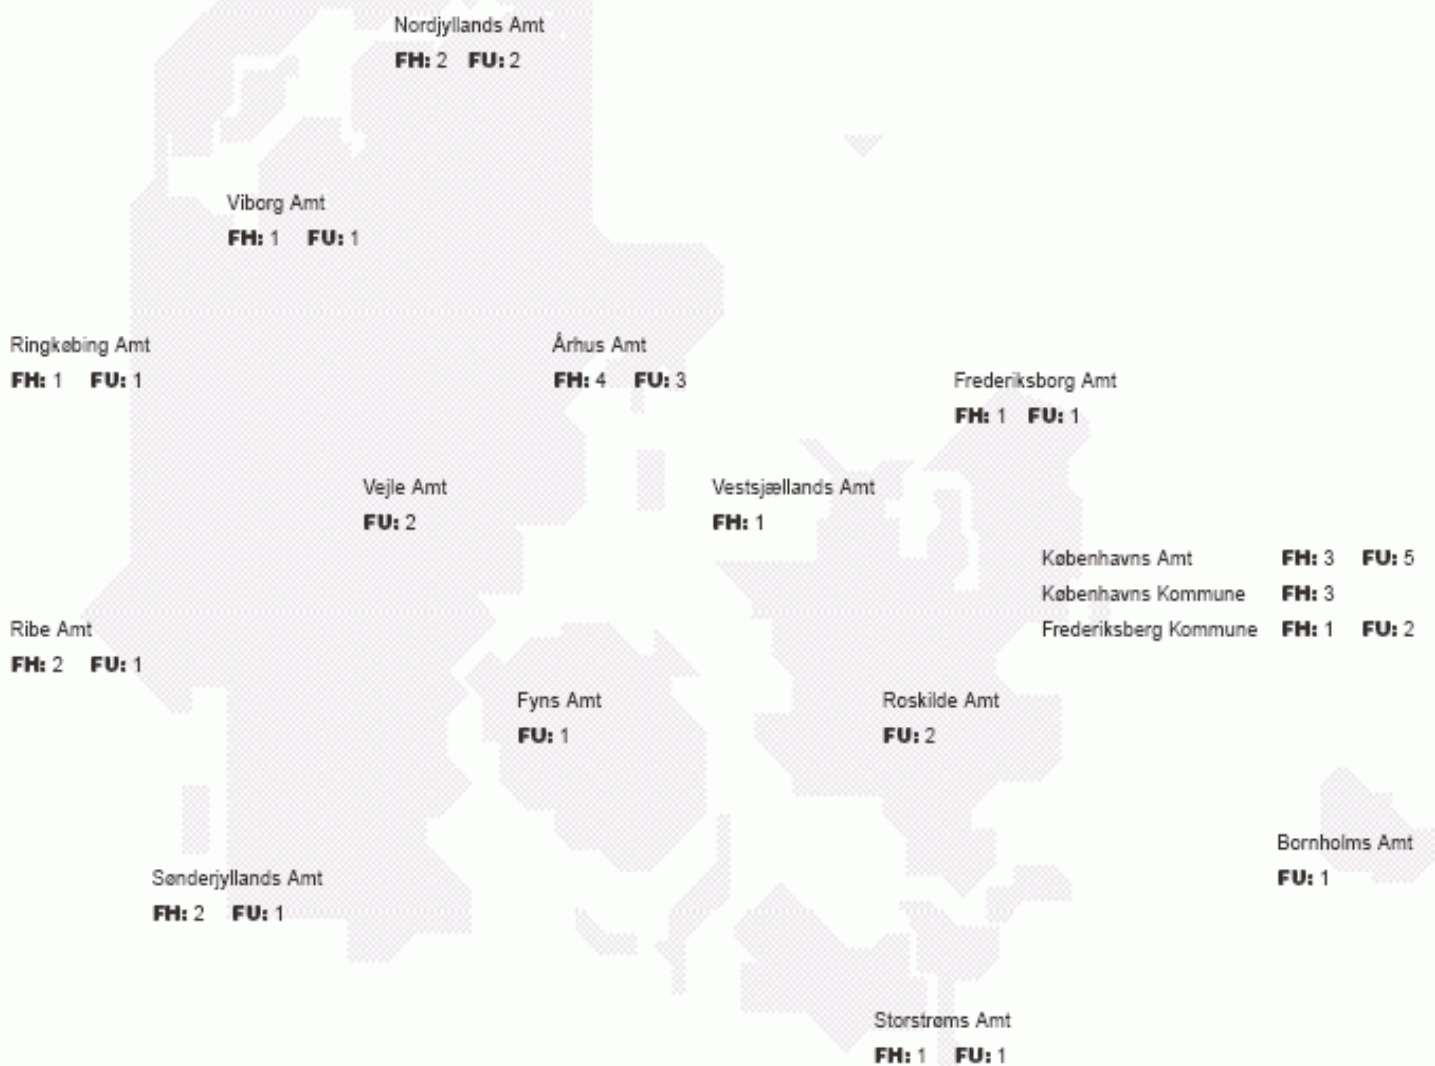 Nordjyllands Amt
FH: 2 FU: 2
Viborg Amt
FH: 1 FU: 1
Ringkøbing Amt
FH: 1 FU: 1
Århus Amt
FH: 4 FU: 3
Frederiksborg Amt
FH: 1 FU: 1
Vejle Amt
FU: 2
Vestsjællands Amt
FH: 1
Københavns Amt FH: 3 FU: 5
Københavns Kommune FH: 3
Frederiksberg Kommune FH: 1 FU: 2
Ribe Amt
FH: 2 FU: 1
Fyns Amt
FU: 1
Roskilde Amt
FU: 2
Bornholms Amt
FU: 1
Sønderjyllands Amt
FH: 2 FU: 1
Storstrøms Amt
FH: 1 FU: 1